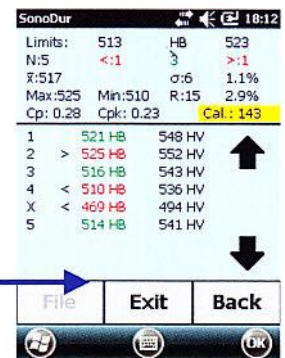 SonoDur 18:12
Limits: 513 HB 523
N:5 <:1 3 >:1
x̄:517 σ:6 1.1%
Max:525 Min:510 R:15 2.9%
Cp: 0.28 Cpk: 0.23 Cal.: 143
1 521 HB 548 HV
2 > 525 HB 552 HV
3 516 HB 543 HV
4 < 510 HB 536 HV
X < 469 HB 494 HV
5 514 HB 541 HV
File Exit Back
OK